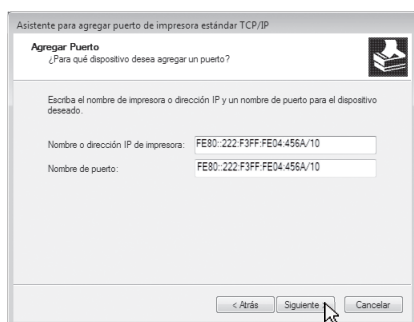 Asistente para agregar puerto de impresora estándar TCP/IP
Agregar Puerto
¿Para qué dispositivo desea agregar un puerto?
Escriba el nombre de impresora o dirección IP y un nombre de puerto para el dispositivo
deseado.
Nombre o dirección IP de impresora: FE80::222:F3FF:FE04:456A/10
Nombre de puerto: FE80::222:F3FF:FE04:456A/10
< Atrás Siguiente > Cancelar